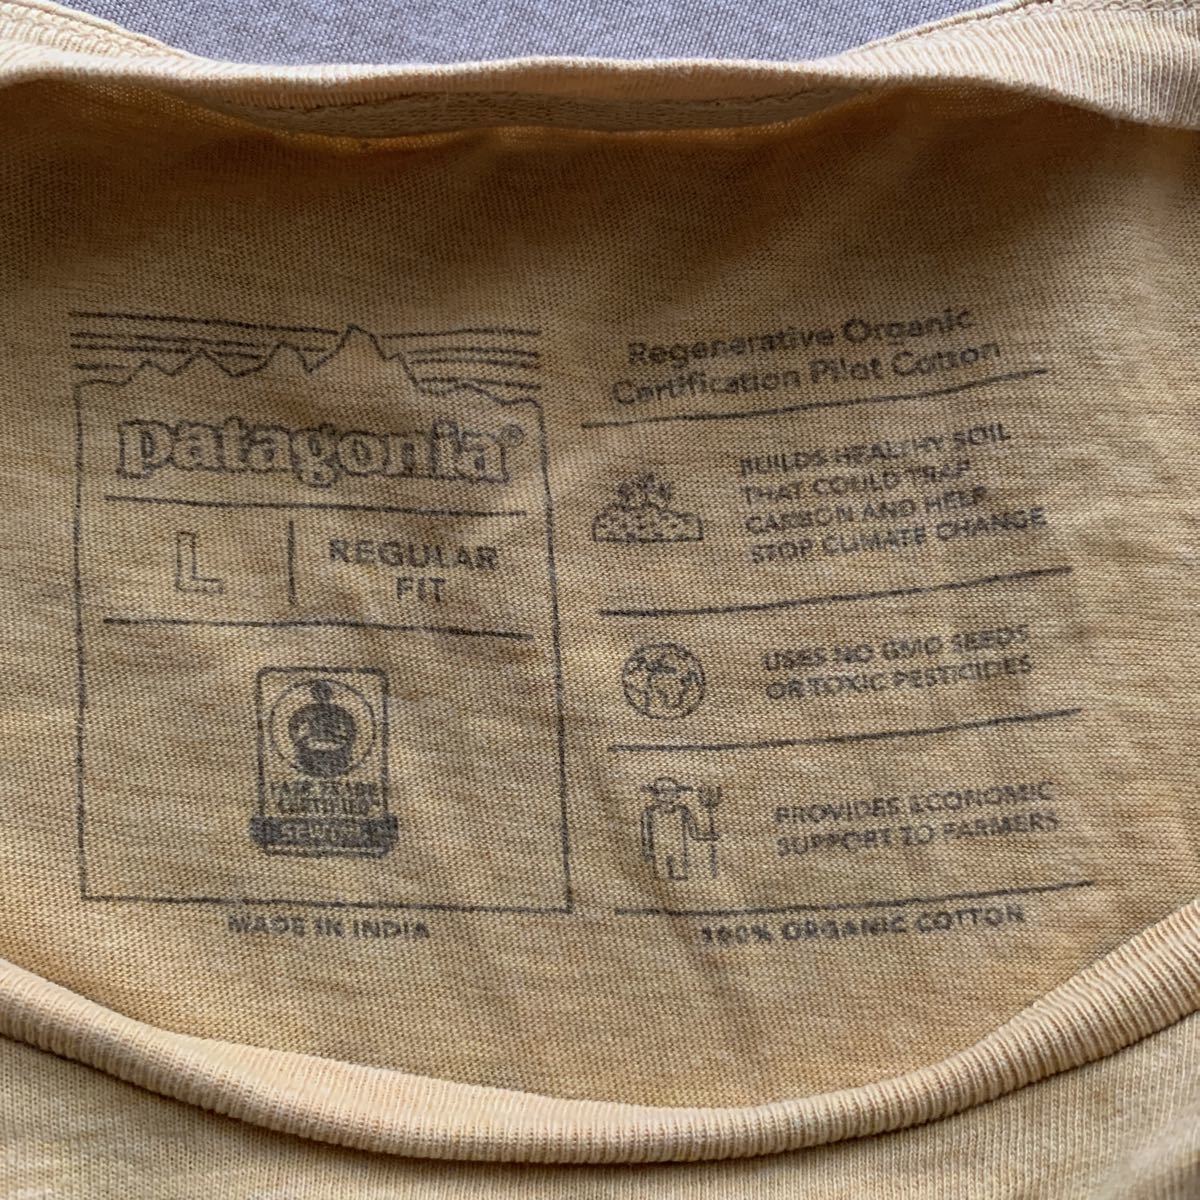 patagonia®
L
REGULAR
FIT
FAIR TRADE
CERTIFIED
SEWING
MADE IN INDIA
Regenerative Organic
Certification Pilot Cotton
BUILDS HEALTHY SOIL
THAT COULD TRAP
CARBON AND HELP
STOP CLIMATE CHANGE
USES NO GMO SEEDS
OR TOXIC PESTICIDES
PROVIDES ECONOMIC
SUPPORT TO FARMERS
100% ORGANIC COTTON